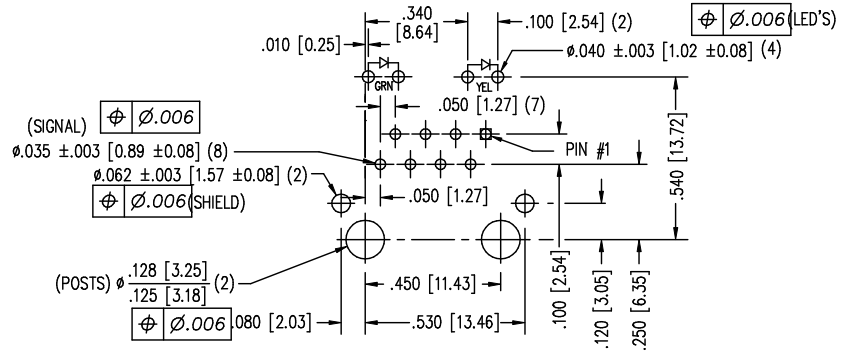 .340
[8.64]
.100 [2.54] (2)
⌖ Ø.006 (LED'S)
.010 [0.25]
Ø.040 ±.003 [1.02 ±0.08] (4)
GRN
YEL
.050 [1.27] (7)
⌖ Ø.006
(SIGNAL)
PIN #1
Ø.035 ±.003 [0.89 ±0.08] (8)
Ø.062 ±.003 [1.57 ±0.08] (2)
⌖ Ø.006 (SHIELD)
.050 [1.27]
.540 [13.72]
(POSTS) Ø .128 [3.25] (2)
.125 [3.18]
.450 [11.43]
.100 [2.54]
.120 [3.05]
.250 [6.35]
⌖ Ø.006
.080 [2.03]
.530 [13.46]